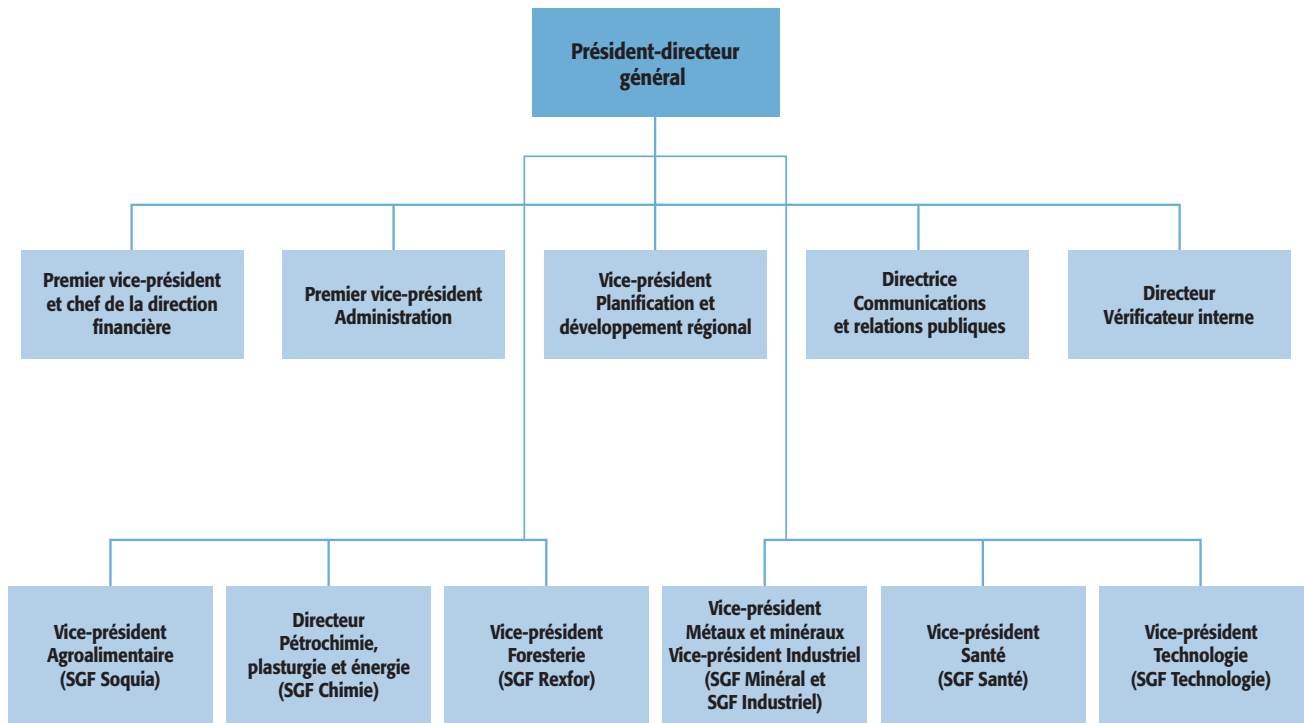 Président-directeur
général
Premier vice-président
et chef de la direction
financière
Premier vice-président
Administration
Vice-président
Planification et
développement régional
Directrice
Communications
et relations publiques
Directeur
Vérificateur interne
Vice-président
Agroalimentaire
(SGF Soquia)
Directeur
Pétrochimie,
plasturgie et énergie
(SGF Chimie)
Vice-président
Foresterie
(SGF Rexfor)
Vice-président
Métaux et minéraux
Vice-président Industriel
(SGF Minéral et
SGF Industriel)
Vice-président
Santé
(SGF Santé)
Vice-président
Technologie
(SGF Technologie)